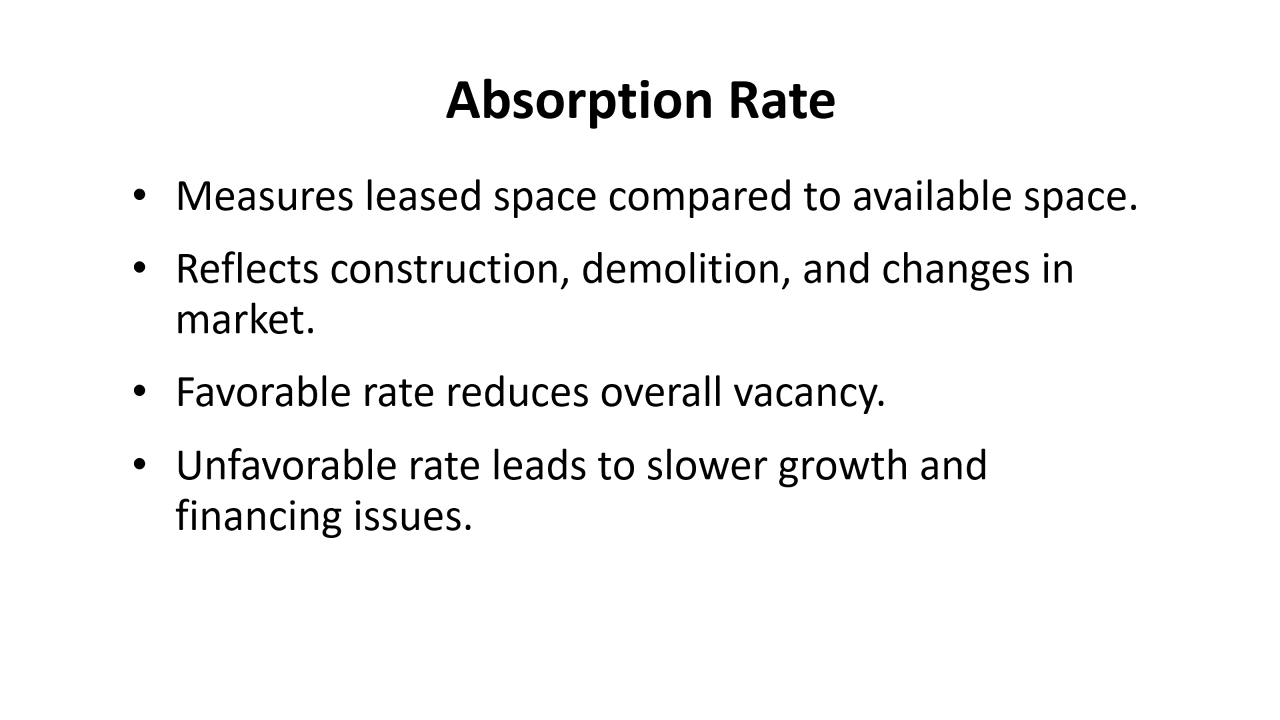 Absorption Rate
• Measures leased space compared to available space.
• Reflects construction, demolition, and changes in
market.
• Favorable rate reduces overall vacancy.
• Unfavorable rate leads to slower growth and
financing issues.